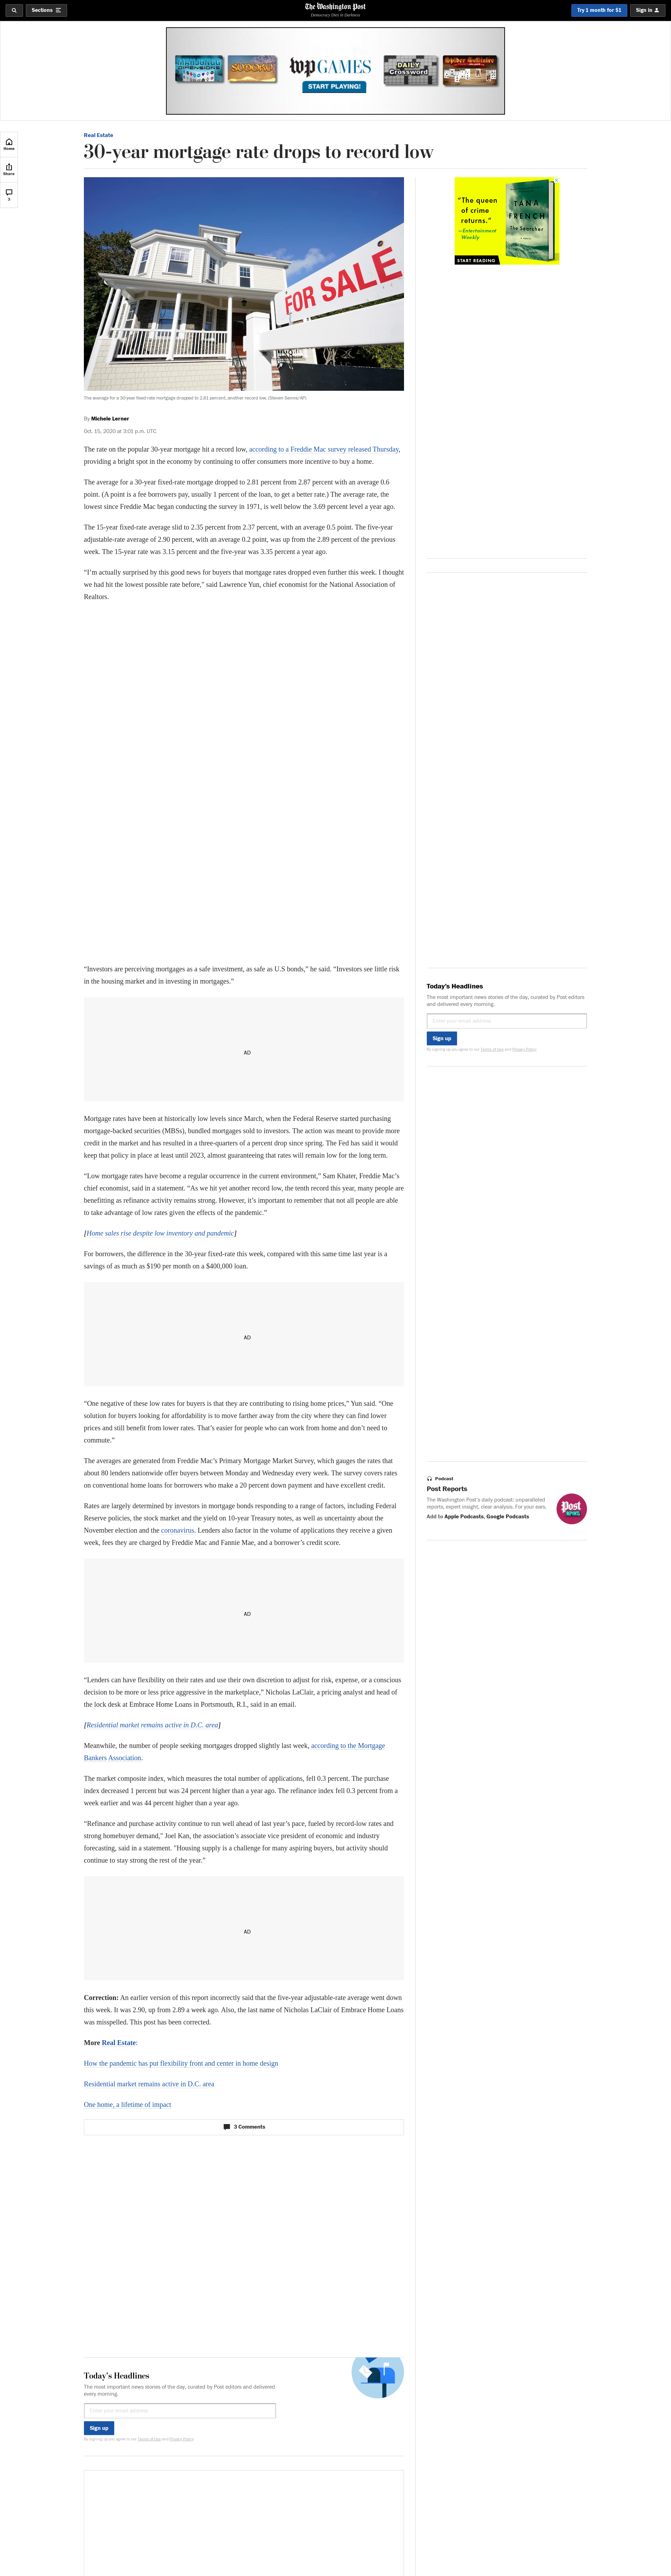 Sections
The Washington Post
Democracy Dies in Darkness
Try 1 month for $1
Sign in
MAHJONGG
SUDOKU
wp GAMES
START PLAYING!
DAILY
Crossword
Spider Solitaire
Home
Share
3
Real Estate
30-year mortgage rate drops to record low
FOR SALE
“The queen
of crime
returns.”
—Entertainment
Weekly
TANA
FRENCH
The Searcher
START READING
The average for a 30-year fixed rate mortgage dropped to 2.81 percent, another record low. (Steven Senne/AP)
By Michele Lerner
Oct. 15, 2020 at 3:01 p.m. UTC
The rate on the popular 30-year mortgage hit a record low, according to a Freddie Mac survey released Thursday,
providing a bright spot in the economy by continuing to offer consumers more incentive to buy a home.
The average for a 30-year fixed-rate mortgage dropped to 2.81 percent from 2.87 percent with an average 0.6
point. (A point is a fee borrowers pay, usually 1 percent of the loan, to get a better rate.) The average rate, the
lowest since Freddie Mac began conducting the survey in 1971, is well below the 3.69 percent level a year ago.
The 15-year fixed-rate average slid to 2.35 percent from 2.37 percent, with an average 0.5 point. The five-year
adjustable-rate average of 2.90 percent, with an average 0.2 point, was up from the 2.89 percent of the previous
week. The 15-year rate was 3.15 percent and the five-year was 3.35 percent a year ago.
“I’m actually surprised by this good news for buyers that mortgage rates dropped even further this week. I thought
we had hit the lowest possible rate before,” said Lawrence Yun, chief economist for the National Association of
Realtors.
“Investors are perceiving mortgages as a safe investment, as safe as U.S bonds,” he said. “Investors see little risk
in the housing market and in investing in mortgages.”
AD
Mortgage rates have been at historically low levels since March, when the Federal Reserve started purchasing
mortgage-backed securities (MBSs), bundled mortgages sold to investors. The action was meant to provide more
credit in the market and has resulted in a three-quarters of a percent drop since spring. The Fed has said it would
keep that policy in place at least until 2023, almost guaranteeing that rates will remain low for the long term.
“Low mortgage rates have become a regular occurrence in the current environment,” Sam Khater, Freddie Mac’s
chief economist, said in a statement. “As we hit yet another record low, the tenth record this year, many people are
benefitting as refinance activity remains strong. However, it’s important to remember that not all people are able
to take advantage of low rates given the effects of the pandemic.”
[Home sales rise despite low inventory and pandemic]
For borrowers, the difference in the 30-year fixed-rate this week, compared with this same time last year is a
savings of as much as $190 per month on a $400,000 loan.
AD
“One negative of these low rates for buyers is that they are contributing to rising home prices,” Yun said. “One
solution for buyers looking for affordability is to move farther away from the city where they can find lower
prices and still benefit from lower rates. That’s easier for people who can work from home and don’t need to
commute.”
The averages are generated from Freddie Mac’s Primary Mortgage Market Survey, which gauges the rates that
about 80 lenders nationwide offer buyers between Monday and Wednesday every week. The survey covers rates
on conventional home loans for borrowers who make a 20 percent down payment and have excellent credit.
Rates are largely determined by investors in mortgage bonds responding to a range of factors, including Federal
Reserve policies, the stock market and the yield on 10-year Treasury notes, as well as uncertainty about the
November election and the coronavirus. Lenders also factor in the volume of applications they receive a given
week, fees they are charged by Freddie Mac and Fannie Mae, and a borrower’s credit score.
AD
“Lenders can have flexibility on their rates and use their own discretion to adjust for risk, expense, or a conscious
decision to be more or less price aggressive in the marketplace,” Nicholas LaClair, a pricing analyst and head of
the lock desk at Embrace Home Loans in Portsmouth, R.I., said in an email.
[Residential market remains active in D.C. area]
Meanwhile, the number of people seeking mortgages dropped slightly last week, according to the Mortgage
Bankers Association.
The market composite index, which measures the total number of applications, fell 0.3 percent. The purchase
index decreased 1 percent but was 24 percent higher than a year ago. The refinance index fell 0.3 percent from a
week earlier and was 44 percent higher than a year ago.
“Refinance and purchase activity continue to run well ahead of last year’s pace, fueled by record-low rates and
strong homebuyer demand,” Joel Kan, the association’s associate vice president of economic and industry
forecasting, said in a statement. “Housing supply is a challenge for many aspiring buyers, but activity should
continue to stay strong the rest of the year.”
AD
Correction: An earlier version of this report incorrectly said that the five-year adjustable-rate average went down
this week. It was 2.90, up from 2.89 a week ago. Also, the last name of Nicholas LaClair of Embrace Home Loans
was misspelled. This post has been corrected.
More Real Estate:
How the pandemic has put flexibility front and center in home design
Residential market remains active in D.C. area
One home, a lifetime of impact
3 Comments
Today’s Headlines
The most important news stories of the day, curated by Post editors and delivered
every morning.
Enter your email address
Sign up
By signing up you agree to our Terms of Use and Privacy Policy
Today’s Headlines
The most important news stories of the day, curated by Post editors
and delivered every morning.
Enter your email address
Sign up
By signing up you agree to our Terms of Use and Privacy Policy
Podcast
Post Reports
The Washington Post’s daily podcast: unparalleled
reports, expert insight, clear analysis. For your ears.
Add to Apple Podcasts, Google Podcasts
Post
REPORTS